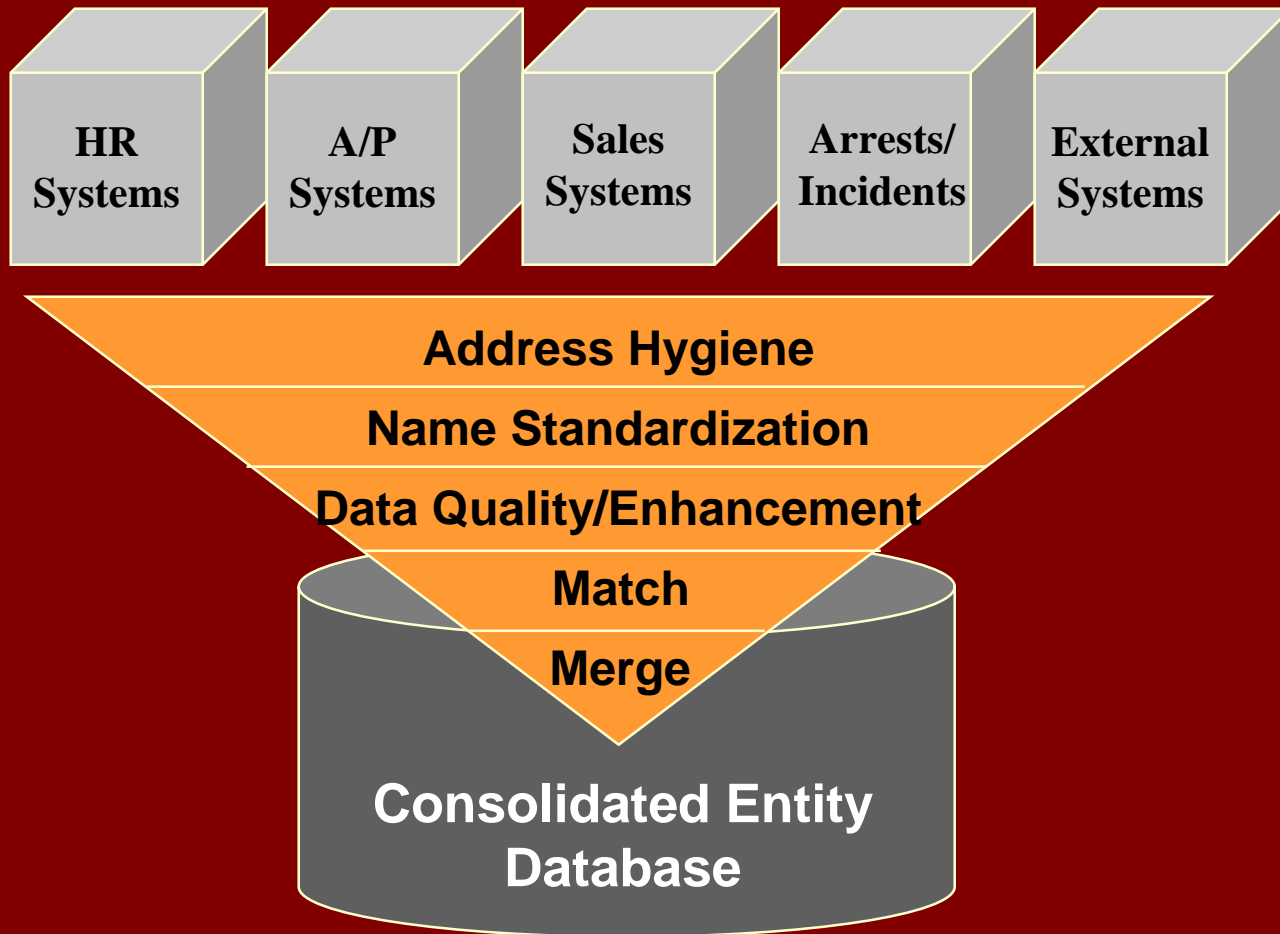 HR
Systems
A/P
Systems
Sales
Systems
Arrests/
Incidents
External
Systems
Address Hygiene
Name Standardization
Data Quality/Enhancement
Match
Merge
Consolidated Entity
Database